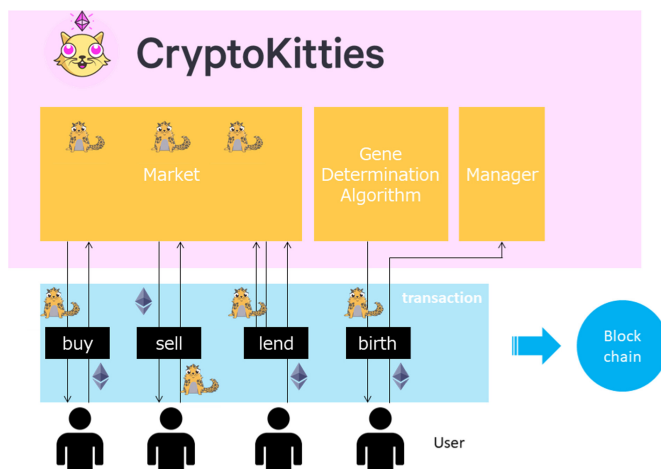 CryptoKitties
Market
Gene
Determination
Algorithm
Manager
transaction
buy
sell
lend
birth
Block
chain
User